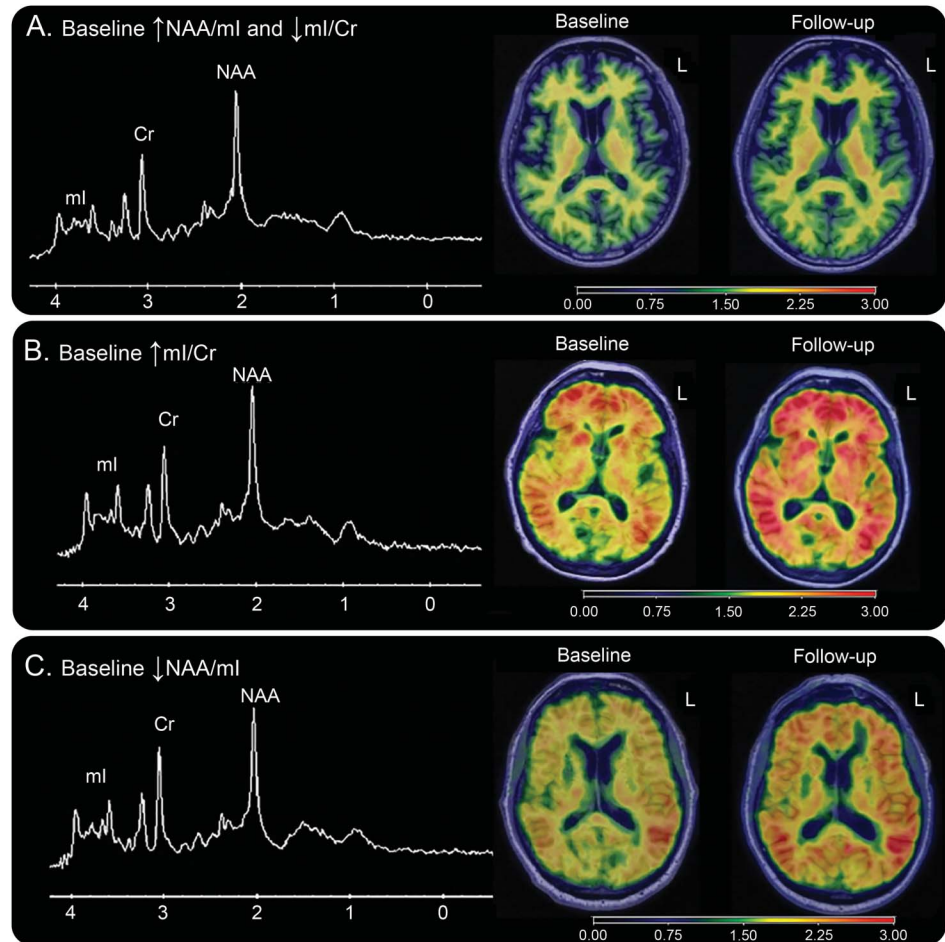 A. Baseline ↑NAA/mI and ↓mI/Cr
Baseline
Follow-up
NAA
Cr
mI
L
L
4 3 2 1 0
0.00 0.75 1.50 2.25 3.00
B. Baseline ↑mI/Cr
Baseline
Follow-up
NAA
Cr
mI
L
L
4 3 2 1 0
0.00 0.75 1.50 2.25 3.00
C. Baseline ↓NAA/mI
Baseline
Follow-up
NAA
Cr
mI
L
L
4 3 2 1 0
0.00 0.75 1.50 2.25 3.00